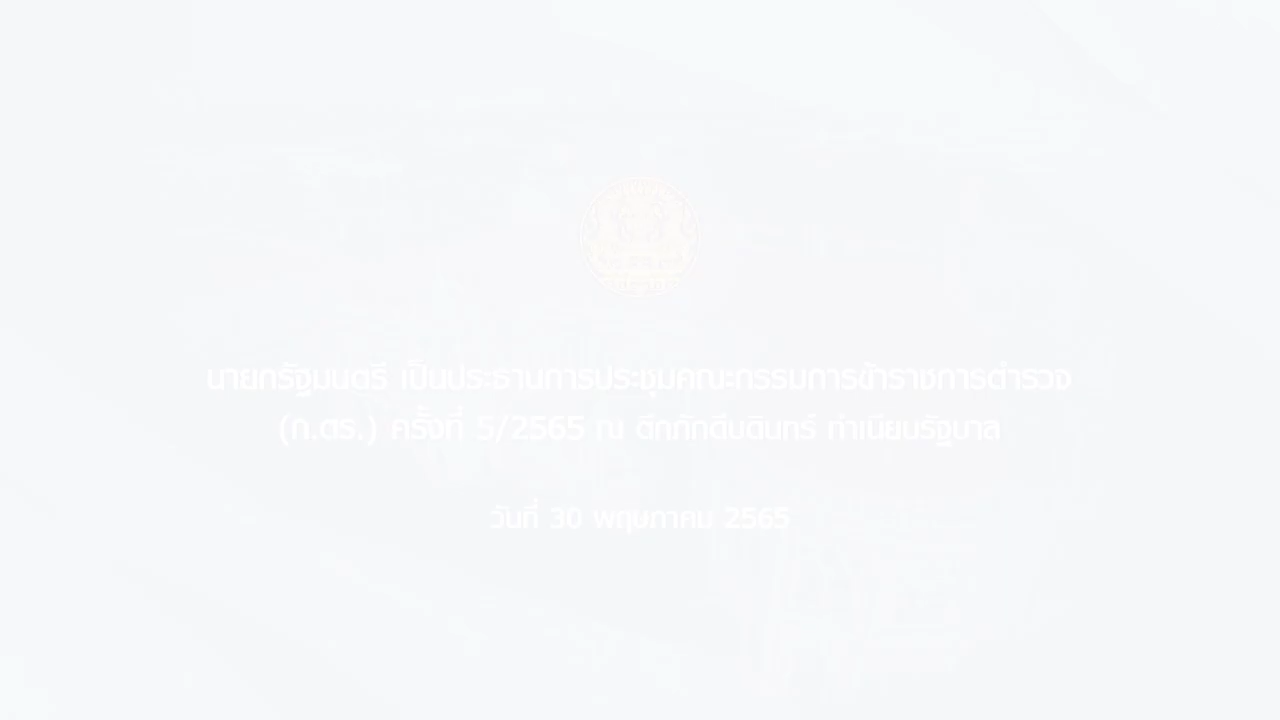 นายกรัฐมนตรี เป็นประธานการประชุมคณะกรรมการข้าราชการตำรวจ
(ก.ตร.) ครั้งที่ 5/2565 ณ ตึกภักดีบดินทร์ ทำเนียบรัฐบาล
วันที่ 30 พฤษภาคม 2565